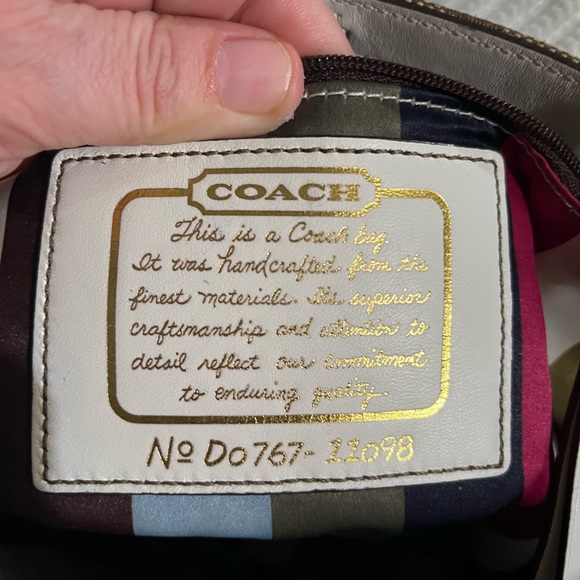 COACH
This is a Coach bag.
It was handcrafted from the
finest materials. Its superior
craftsmanship and attention to
detail reflect our commitment
to enduring quality.
No D0767-11098